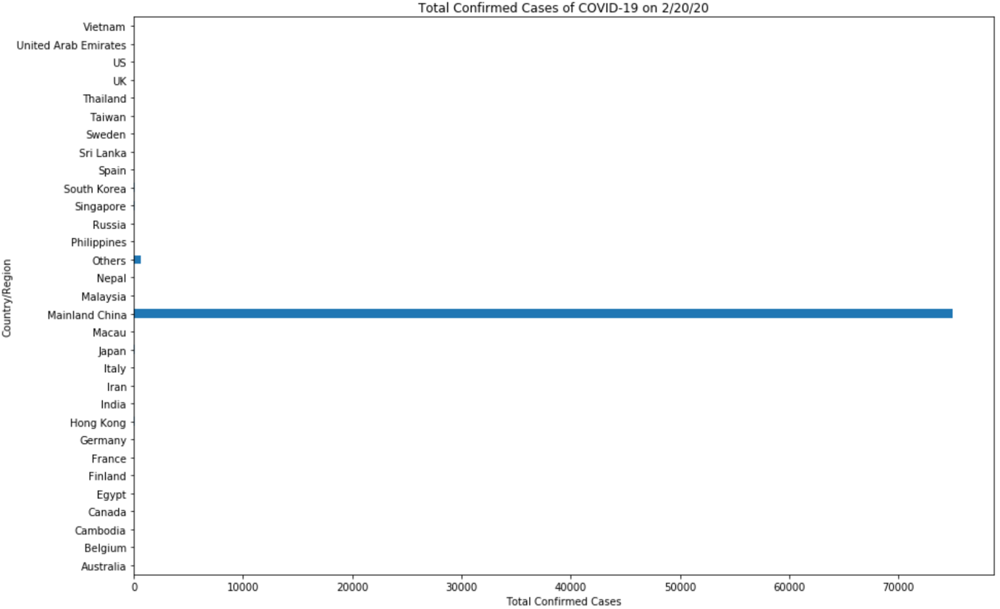 Total Confirmed Cases of COVID-19 on 2/20/20
Country/Region
Vietnam
United Arab Emirates
US
UK
Thailand
Taiwan
Sweden
Sri Lanka
Spain
South Korea
Singapore
Russia
Philippines
Others
Nepal
Malaysia
Mainland China
Macau
Japan
Italy
Iran
India
Hong Kong
Germany
France
Finland
Egypt
Canada
Cambodia
Belgium
Australia
0 10000 20000 30000 40000 50000 60000 70000
Total Confirmed Cases